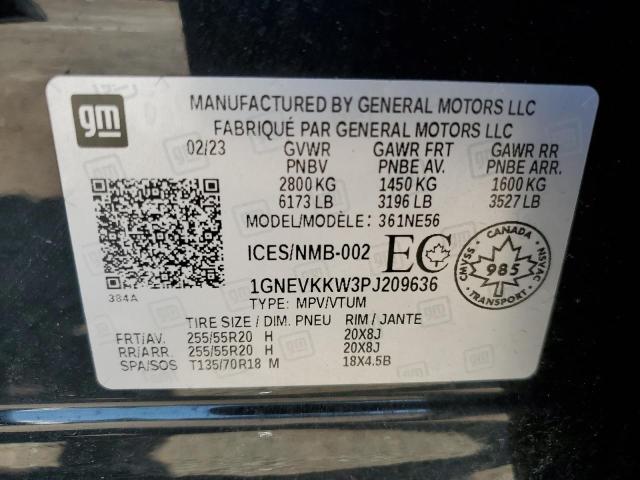 gm
MANUFACTURED BY GENERAL MOTORS LLC
FABRIQUÉ PAR GENERAL MOTORS LLC
02/23 GVWR GAWR FRT GAWR RR
PNBV PNBE AV. PNBE ARR.
2800 KG 1450 KG 1600 KG
6173 LB 3196 LB 3527 LB
MODEL/MODÈLE: 361NE56
ICES/NMB-002 EC
CANADA
CMVSS 985 NSVAC
TRANSPORT
384A
1GNEVKKW3PJ209636
TYPE: MPV/VTUM
TIRE SIZE / DIM. PNEU RIM / JANTE
FRT/AV. 255/55R20 H 20X8J
RR/ARR. 255/55R20 H 20X8J
SPA/SOS T135/70R18 M 18X4.5B